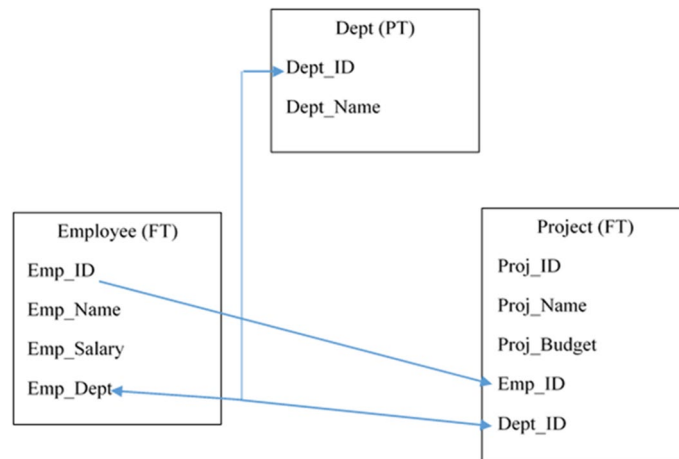 Dept (PT)
Dept_ID
Dept_Name
Employee (FT)
Emp_ID
Emp_Name
Emp_Salary
Emp_Dept
Project (FT)
Proj_ID
Proj_Name
Proj_Budget
Emp_ID
Dept_ID